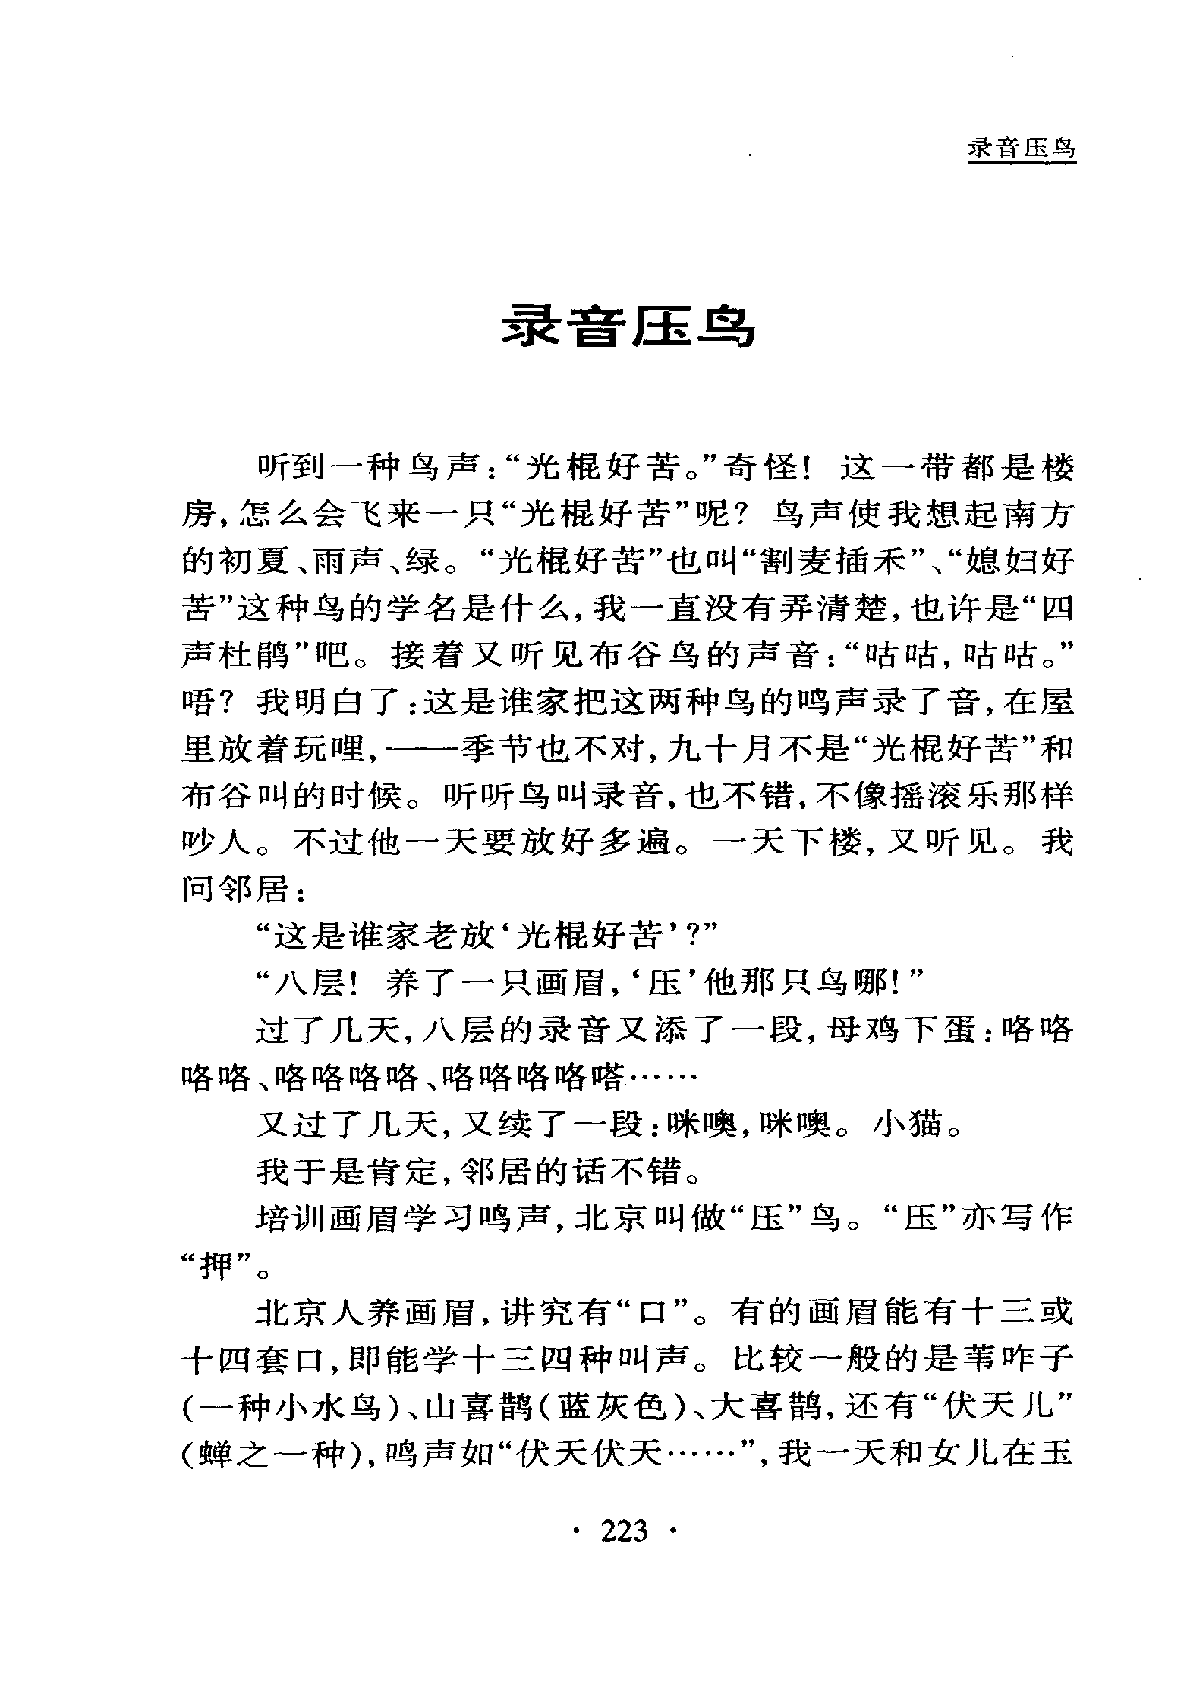 录音压鸟
录音压鸟
听到一种鸟声：“光棍好苦。”奇怪！这一带都是楼
房，怎么会飞来一只“光棍好苦”呢？鸟声使我想起南方
的初夏、雨声、绿。“光棍好苦”也叫“割麦插禾”、“媳妇好
苦”这种鸟的学名是什么，我一直没有弄清楚，也许是“四
声杜鹃”吧。接着又听见布谷鸟的声音：“咕咕，咕咕。”
唔？我明白了：这是谁家把这两种鸟的鸣声录了音，在屋
里放着玩哩，——季节也不对，九十月不是“光棍好苦”和
布谷叫的时候。听听鸟叫录音，也不错，不像摇滚乐那样
吵人。不过他一天要放好多遍。一天下楼，又听见。我
问邻居：
“这是谁家老放‘光棍好苦’？”
“八层！养了一只画眉，‘压’他那只鸟哪！”
过了几天，八层的录音又添了一段，母鸡下蛋：咯咯
咯咯、咯咯咯咯、咯咯咯咯嗒……
又过了几天，又续了一段：咪噢，咪噢。小猫。
我于是肯定，邻居的话不错。
培训画眉学习鸣声，北京叫做“压”鸟。“压”亦写作
“押”。
北京人养画眉，讲究有“口”。有的画眉能有十三或
十四套口，即能学十三四种叫声。比较一般的是苇咋子
（一种小水鸟）、山喜鹊（蓝灰色）、大喜鹊，还有“伏天儿”
（蝉之一种），鸣声如“伏天伏天……”，我一天和女儿在玉
· 223 ·